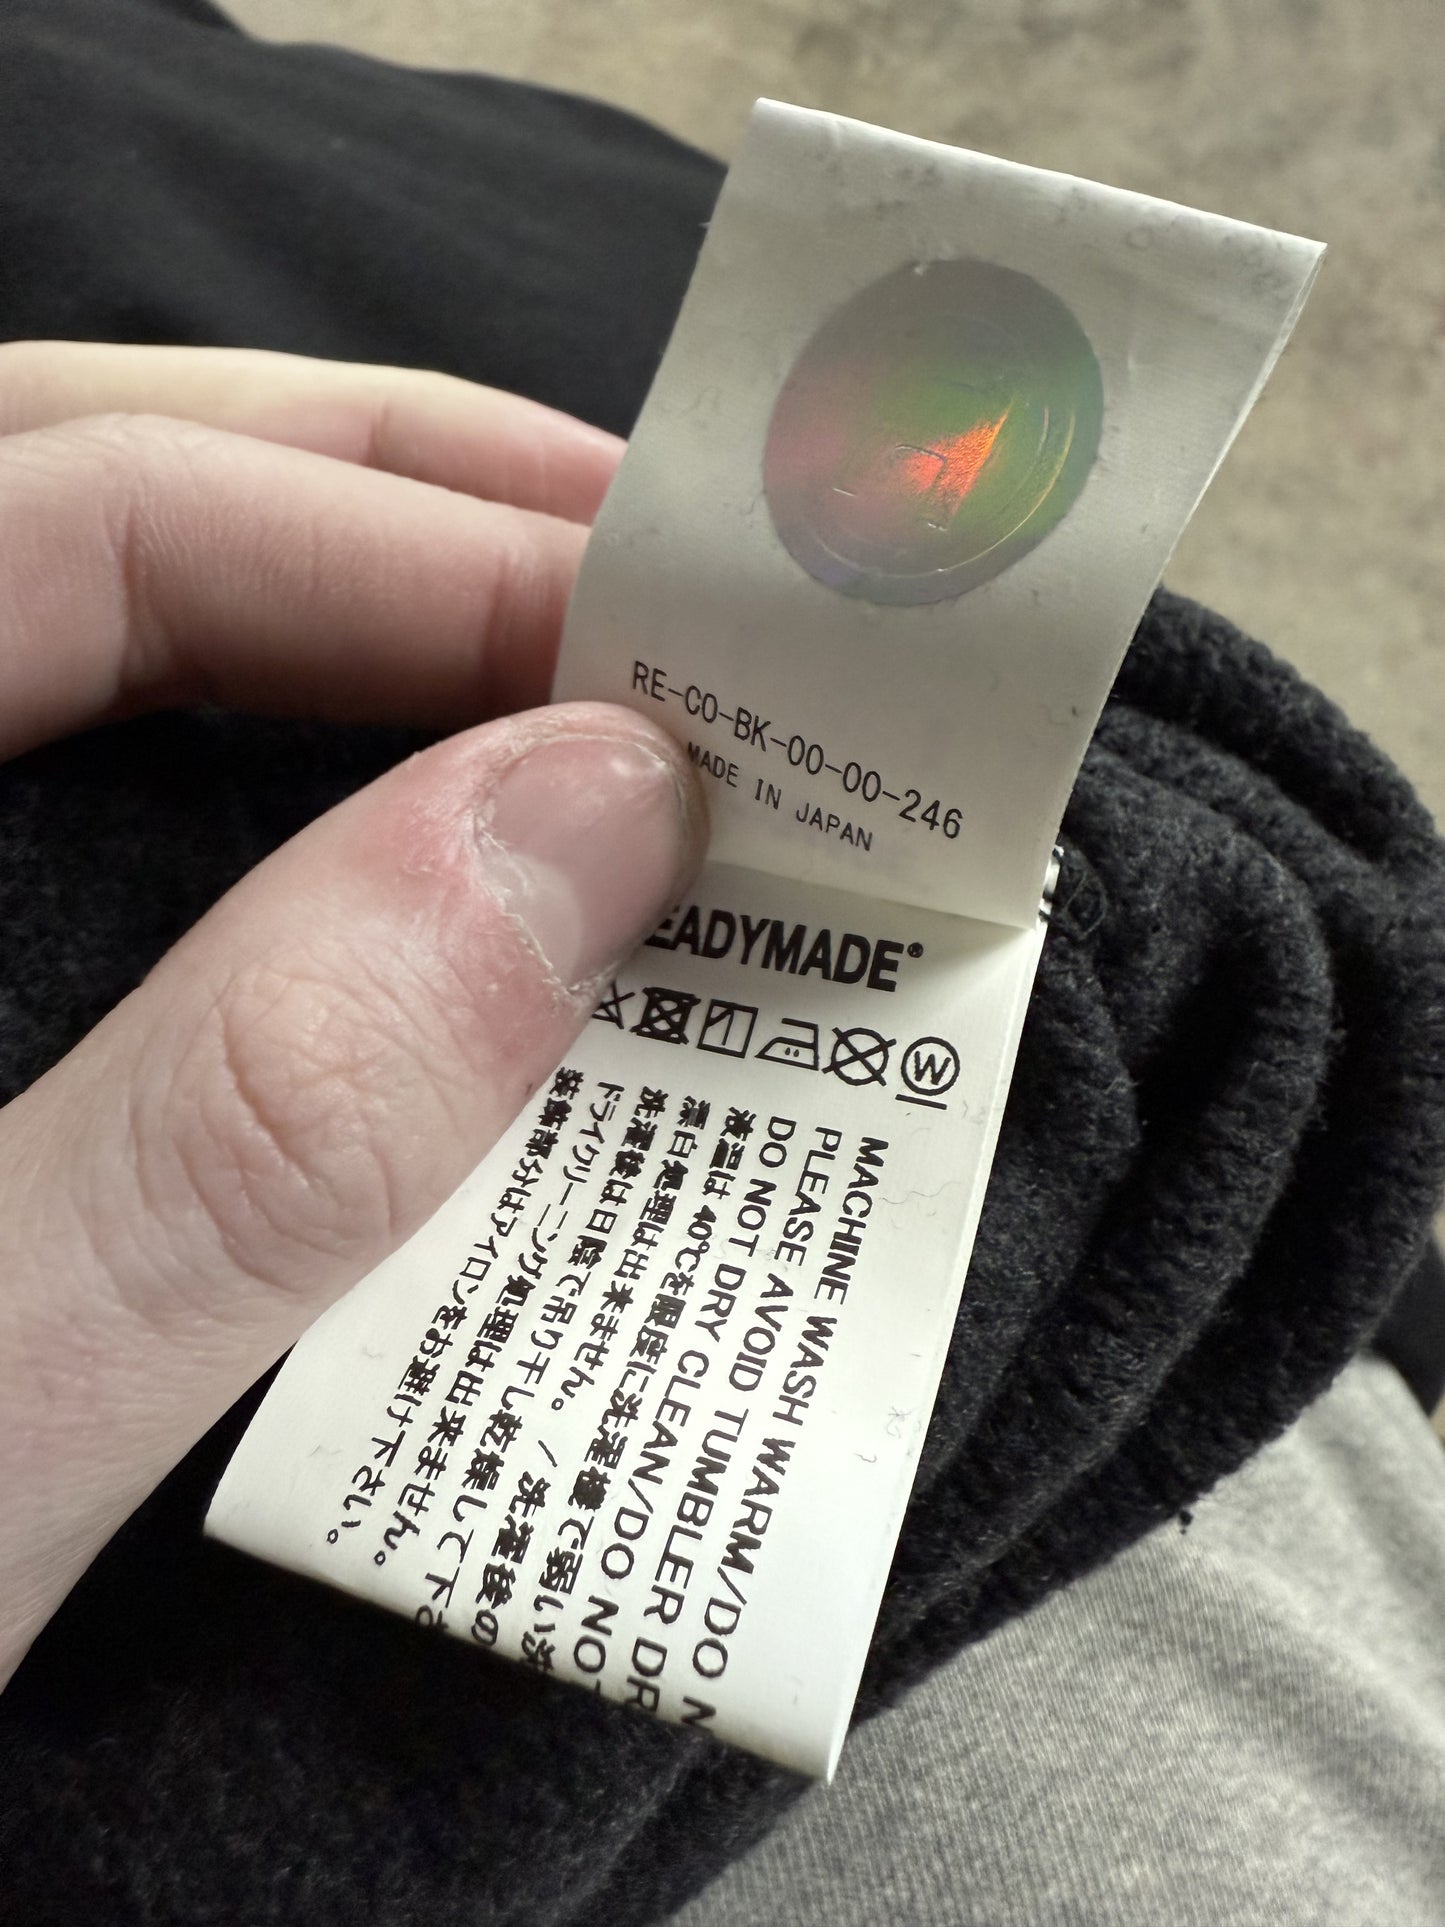 RE-CO-BK-00-00-246
MADE IN JAPAN
EADYMADE®
W
MACHINE WASH WARM/DO N
PLEASE AVOID TUMBLER DR
DO NOT DRY CLEAN/DO NOT
液温は 40℃を限度に洗濯機で弱い洗
漂白処理は出来ません。/洗濯後の
洗濯後は日陰で吊り干し乾燥して下さ
ドライクリーニング処理は出来ません。
装飾部分はアイロンをお避け下さい。